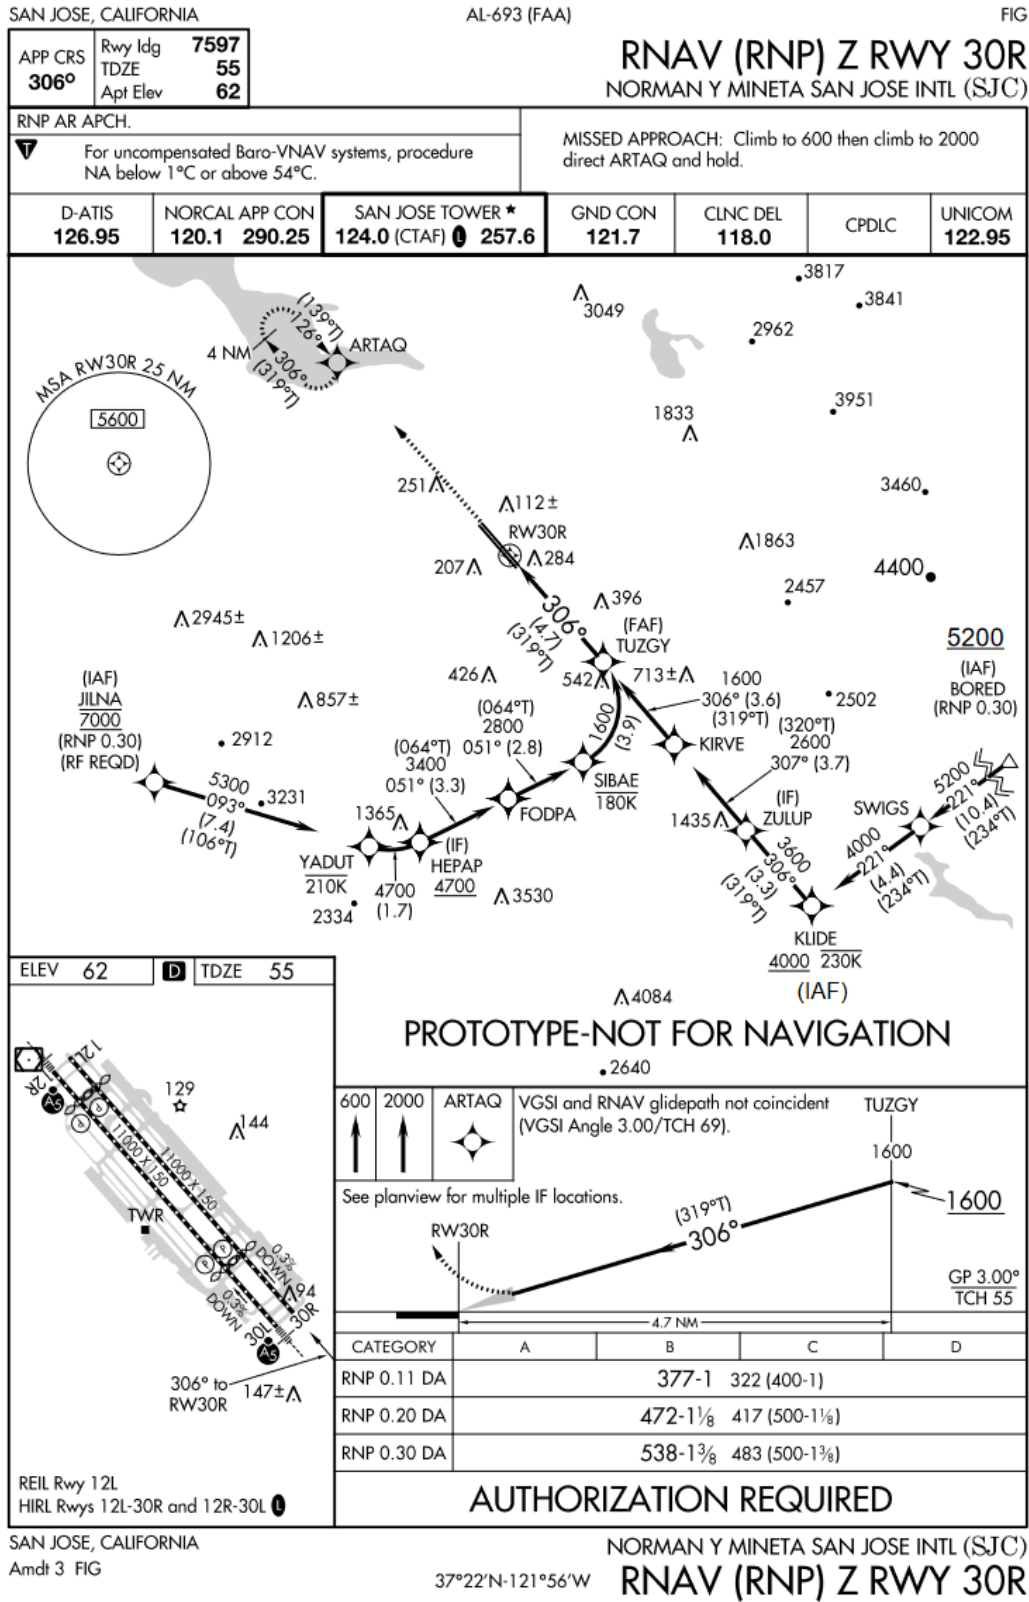 SAN JOSE, CALIFORNIA
AL-693 (FAA)
FIG
APP CRS
306°
Rwy ldg 7597
TDZE 55
Apt Elev 62
RNAV (RNP) Z RWY 30R
NORMAN Y MINETA SAN JOSE INTL (SJC)
RNP AR APCH.
T
For uncompensated Baro-VNAV systems, procedure
NA below 1°C or above 54°C.
MISSED APPROACH: Climb to 600 then climb to 2000
direct ARTAQ and hold.
D-ATIS
126.95
NORCAL APP CON
120.1 290.25
SAN JOSE TOWER ★
124.0 (CTAF) L 257.6
GND CON
121.7
CLNC DEL
118.0
CPDLC
UNICOM
122.95
3817
3841
3049
2962
(139°T)
126°
ARTAQ
4 NM
306°
(319°T)
MSA RW30R 25 NM
5600
3951
1833
251
3460
112±
RW30R
284
207
1863
4400
2457
306°
(4.7)
(319°T)
396
(FAF)
TUZGY
2945±
1206±
5200
(IAF)
BORED
(RNP 0.30)
426
542
713±
1600
306° (3.6)
(319°T)
2502
(IAF)
JILNA
7000
(RNP 0.30)
(RF REQD)
857±
(064°T)
2800
051° (2.8)
1600
(3.9)
KIRVE
(320°T)
2600
307° (3.7)
2912
(064°T)
3400
051° (3.3)
5300
093°
(7.4)
(106°T)
3231
SIBAE
180K
FODPA
1365
(IF)
ZULUP
1435
SWIGS
5200
221°
(10.4)
(234°T)
4000
221°
(4.4)
(234°T)
3600
306°
(3.3)
(319°T)
YADUT
210K
(IF)
HEPAP
4700
4700
(1.7)
2334
3530
KLIDE
4000 230K
(IAF)
4084
PROTOTYPE-NOT FOR NAVIGATION
2640
ELEV 62
D
TDZE 55
12L
12R
A5
P
P
129
144
11000 X 150
11000 X 150
TWR
P
P
0.3%
DOWN
0.3%
DOWN
94
30R
30L
A5
306° to
RW30R
147±
REIL Rwy 12L
HIRL Rwys 12L-30R and 12R-30L L
600
2000
ARTAQ
VGSI and RNAV glidepath not coincident
(VGSI Angle 3.00/TCH 69).
TUZGY
1600
See planview for multiple IF locations.
RW30R
(319°T)
306°
1600
GP 3.00°
TCH 55
4.7 NM
CATEGORY A B C D
RNP 0.11 DA 377-1 322 (400-1)
RNP 0.20 DA 472-1⅛ 417 (500-1⅛)
RNP 0.30 DA 538-1⅜ 483 (500-1⅜)
AUTHORIZATION REQUIRED
SAN JOSE, CALIFORNIA
Amdt 3 FIG
37°22'N-121°56'W
NORMAN Y MINETA SAN JOSE INTL (SJC)
RNAV (RNP) Z RWY 30R